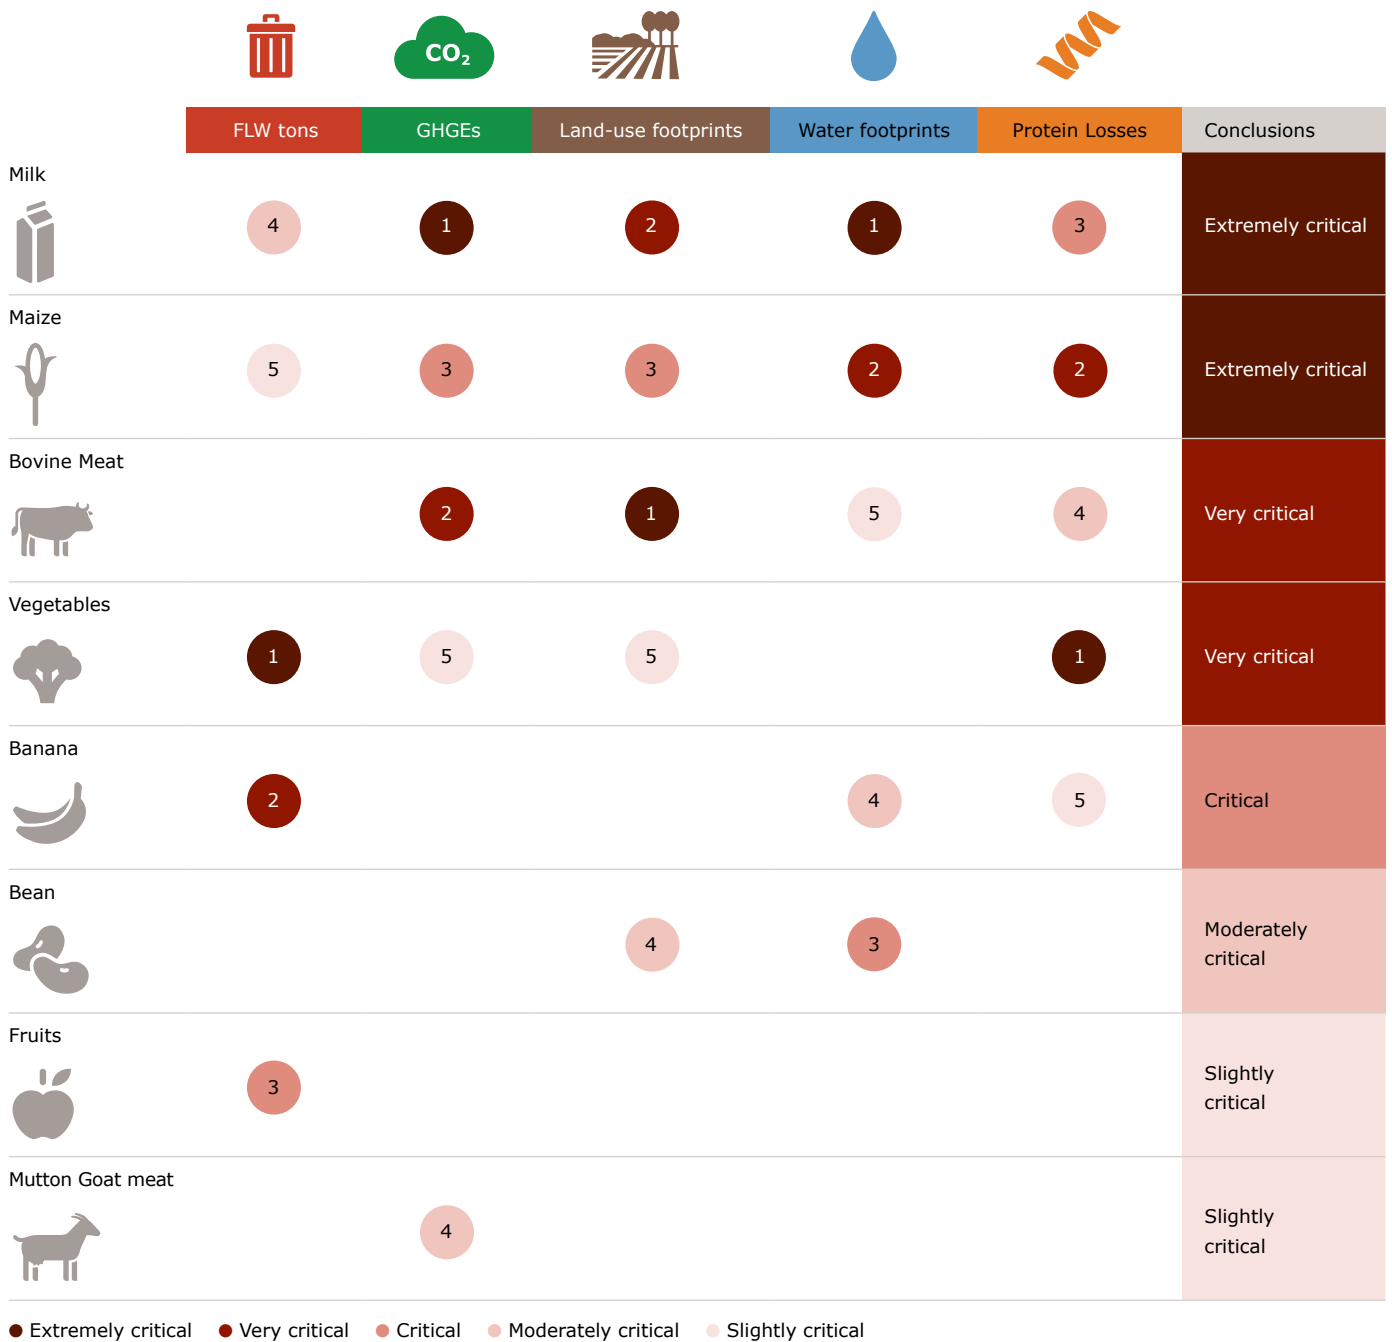 CO₂
FLW tons GHGEs Land-use footprints Water footprints Protein Losses Conclusions
Milk
4 1 2 1 3 Extremely critical
Maize
5 3 3 2 2 Extremely critical
Bovine Meat
2 1 5 4 Very critical
Vegetables
1 5 5 1 Very critical
Banana
2 4 5 Critical
Bean
4 3 Moderately
critical
Fruits
3 Slightly
critical
Mutton Goat meat
4 Slightly
critical
Extremely critical Very critical Critical Moderately critical Slightly critical